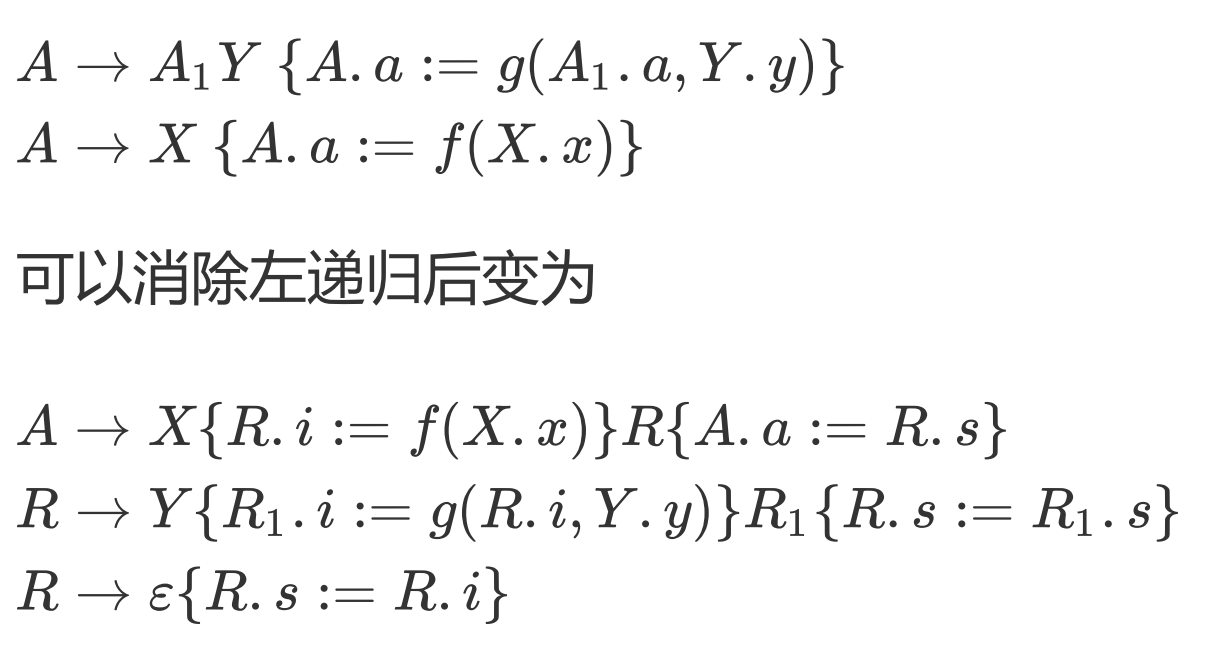 A → A₁Y {A.a := g(A₁.a, Y.y)}
A → X {A.a := f(X.x)}
可以消除左递归后变为
A → X{R.i := f(X.x)}R{A.a := R.s}
R → Y{R₁.i := g(R.i, Y.y)}R₁{R.s := R₁.s}
R → ε{R.s := R.i}